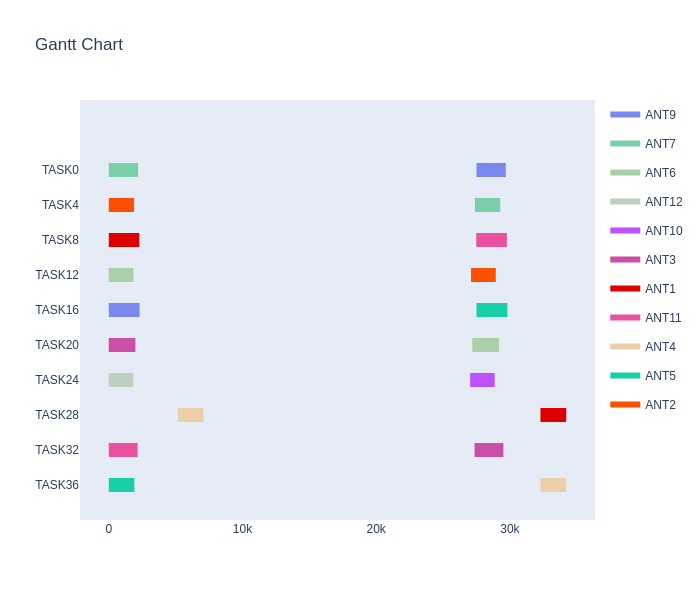 Gantt Chart
TASK0
TASK4
TASK8
TASK12
TASK16
TASK20
TASK24
TASK28
TASK32
TASK36
0 10k 20k 30k
ANT9
ANT7
ANT6
ANT12
ANT10
ANT3
ANT1
ANT11
ANT4
ANT5
ANT2